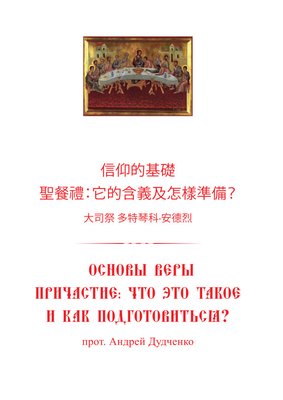 信仰的基礎
聖餐禮：它的含義及怎樣準備？
大司祭 多特琴科·安德烈
ОСНОВЫ ВЕРЫ
ПРИЧАСТИЕ: ЧТО ЭТО ТАКОЕ
И КАК ПОДГОТОВИТЬСЯ?
прот. Андрей Дудченко